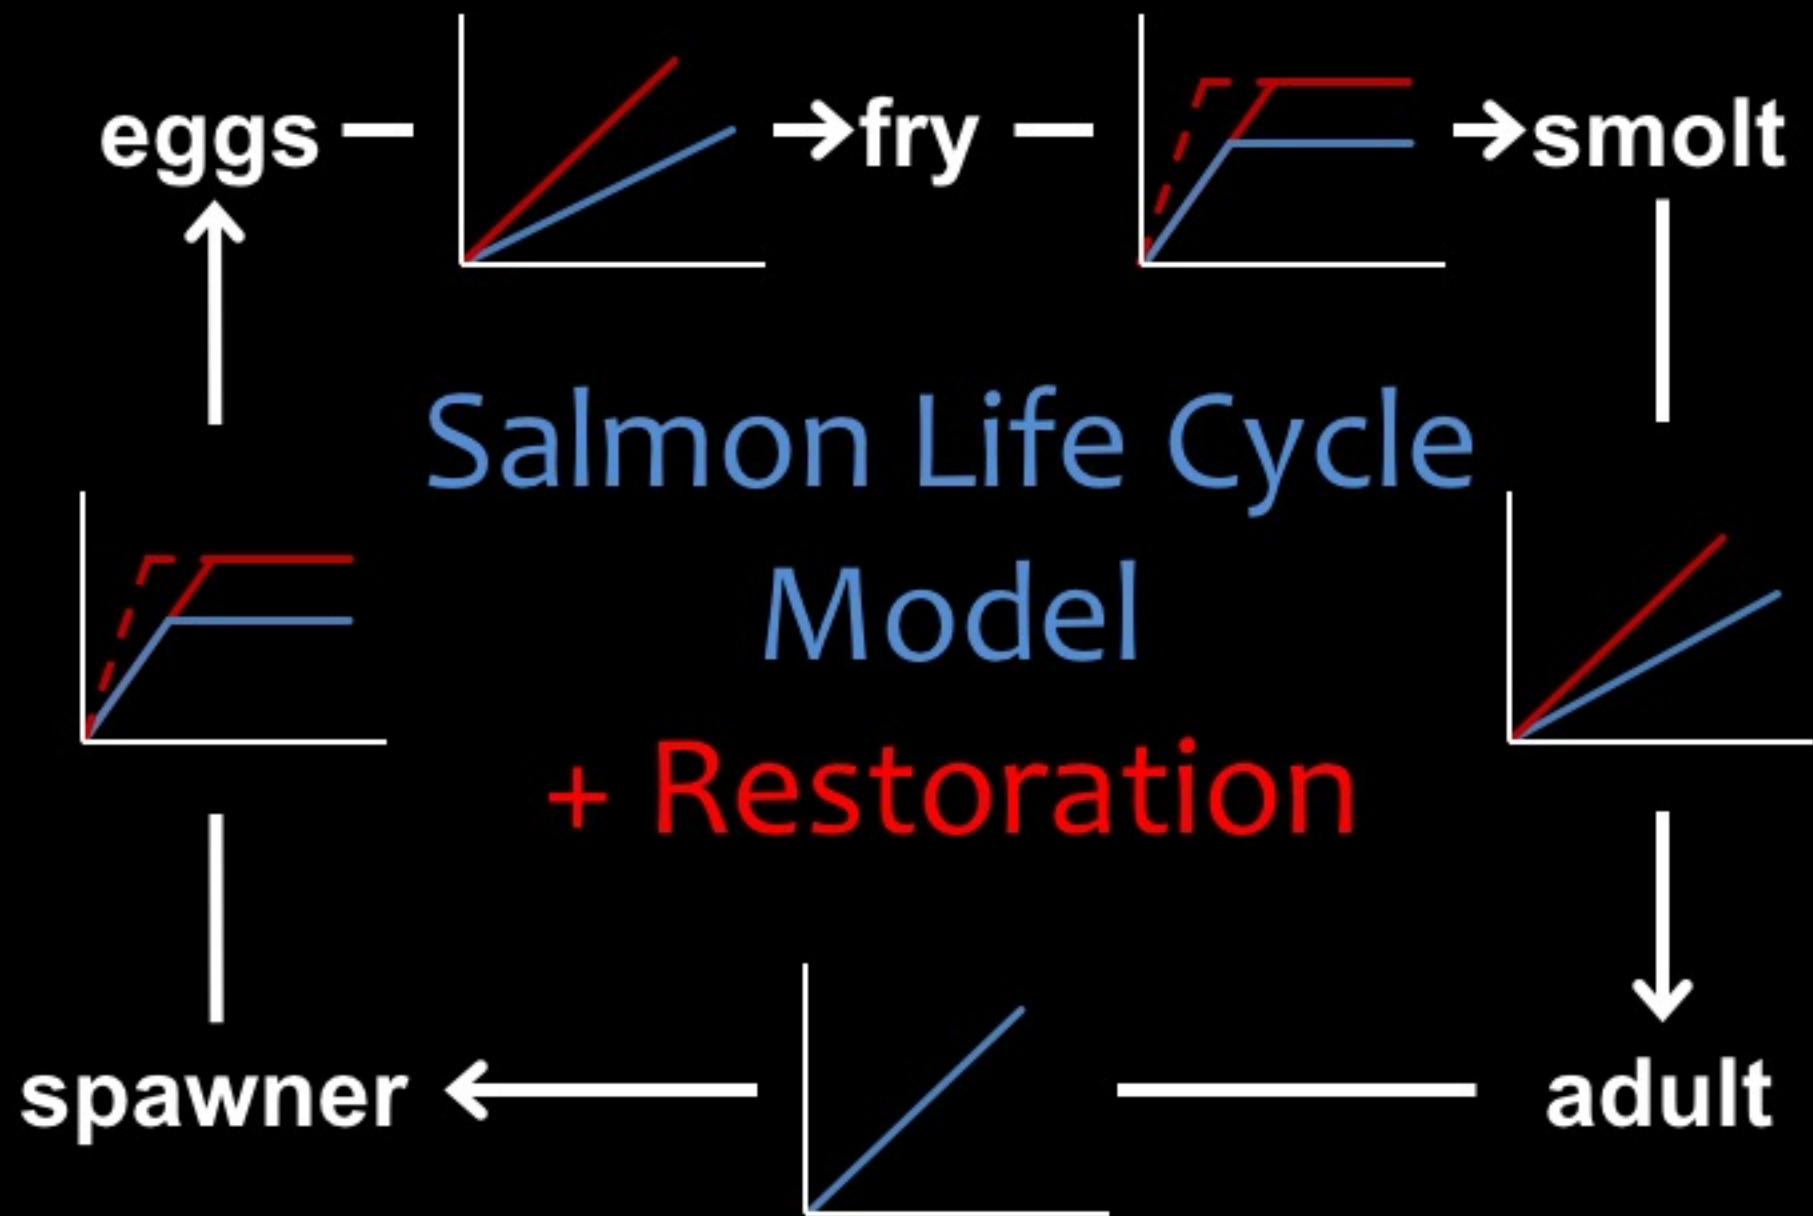 eggs
fry
smolt
Salmon Life Cycle
Model
+ Restoration
spawner
adult